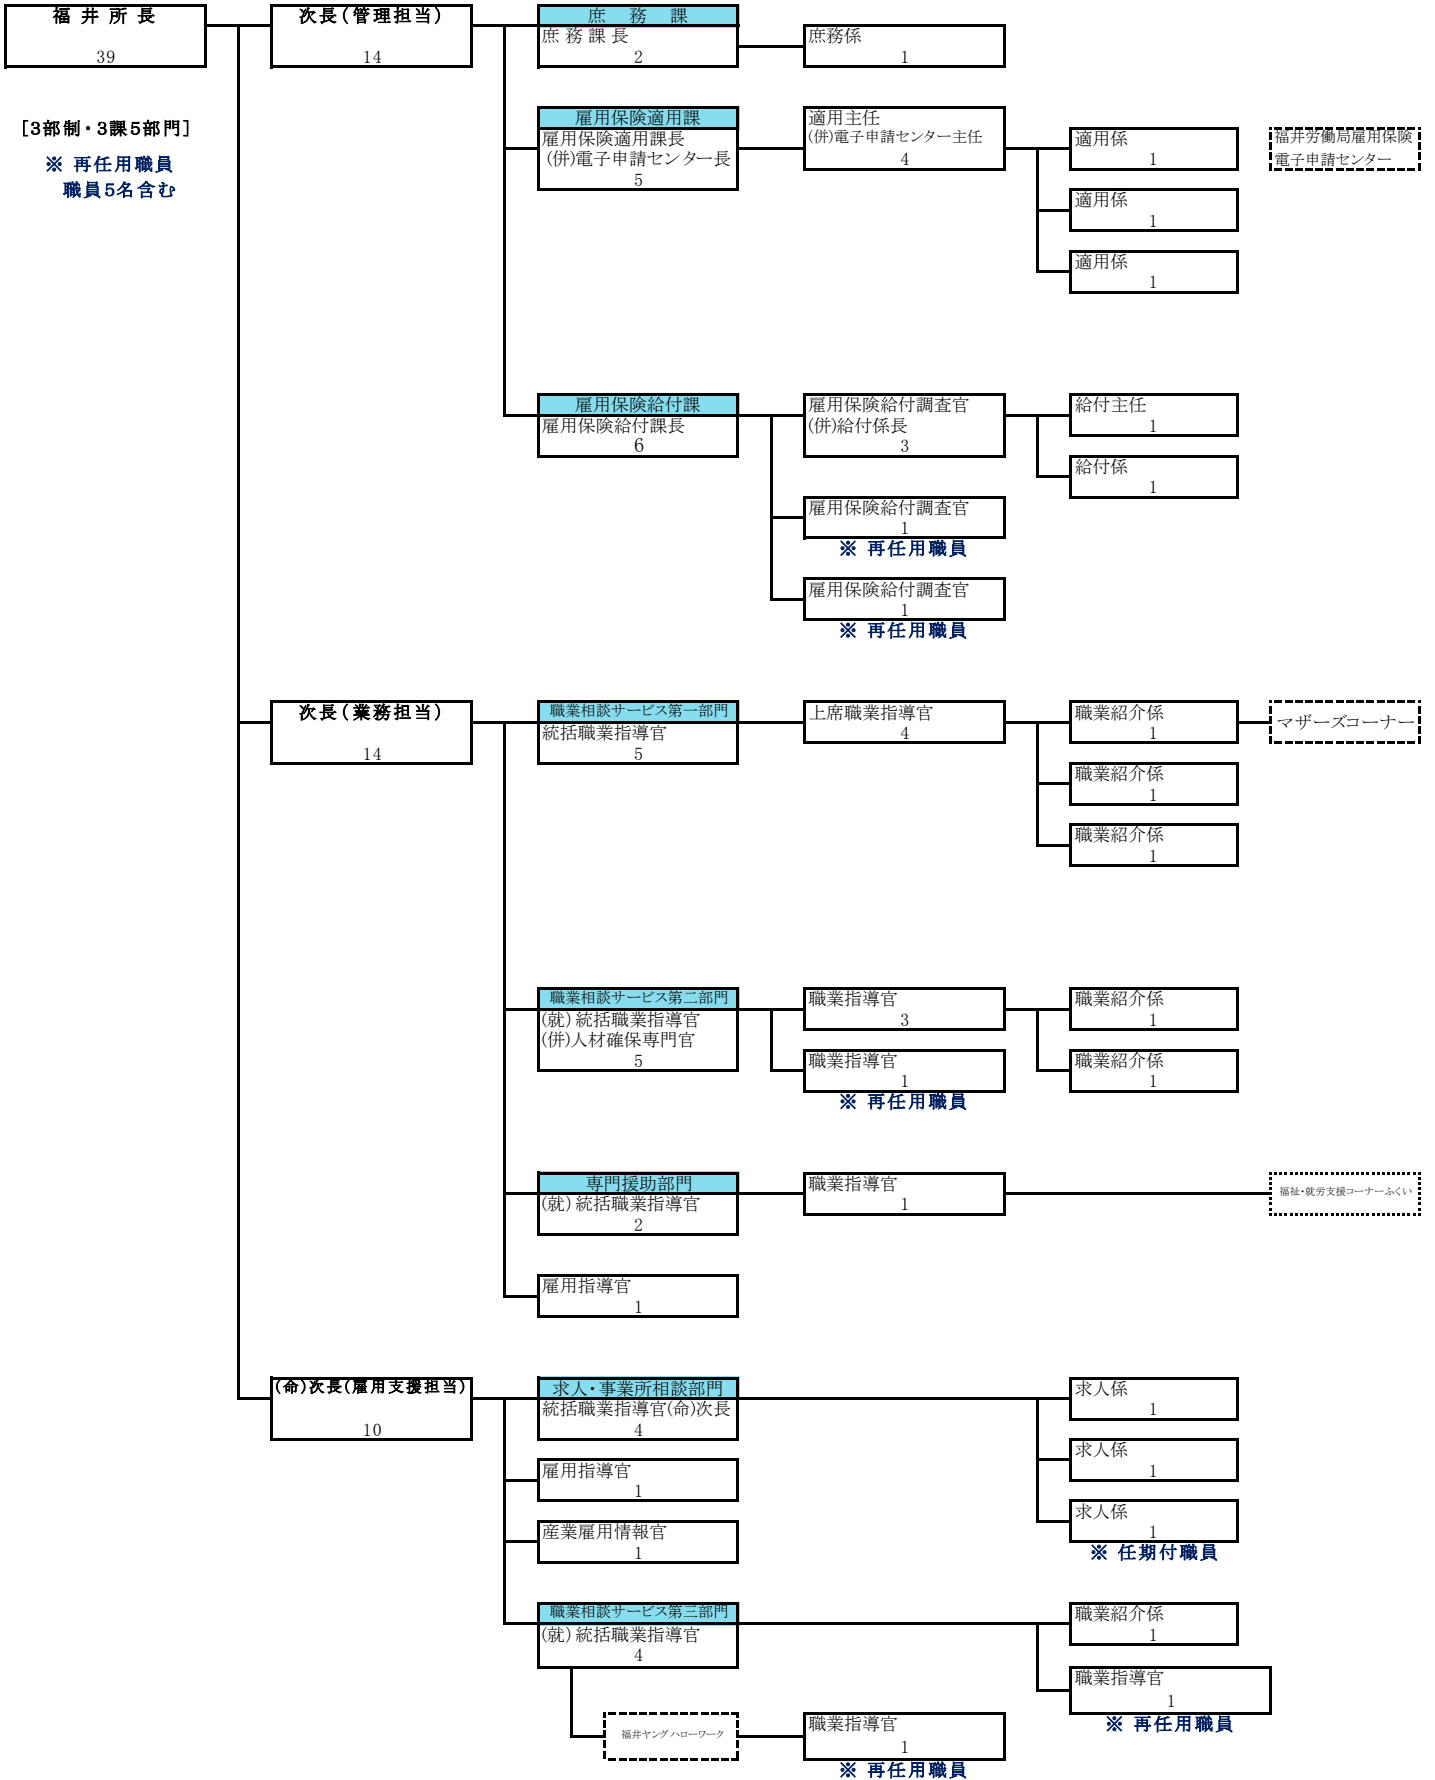 福井所長
39
[3部制・3課5部門]
※ 再任用職員
職員5名含む
次長(管理担当)
14
庶務課
庶務課長
2
庶務係
1
雇用保険適用課
雇用保険適用課長
(併)電子申請センター長
5
適用主任
(併)電子申請センター主任
4
適用係
1
福井労働局雇用保険
電子申請センター
適用係
1
適用係
1
雇用保険給付課
雇用保険給付課長
6
雇用保険給付調査官
(併)給付係長
3
給付主任
1
給付係
1
雇用保険給付調査官
1
※ 再任用職員
雇用保険給付調査官
1
※ 再任用職員
次長(業務担当)
14
職業相談サービス第一部門
統括職業指導官
5
上席職業指導官
4
職業紹介係
1
マザーズコーナー
職業紹介係
1
職業紹介係
1
職業相談サービス第二部門
(就)統括職業指導官
(併)人材確保専門官
5
職業指導官
3
職業紹介係
1
職業指導官
1
※ 再任用職員
職業紹介係
1
専門援助部門
(就)統括職業指導官
2
職業指導官
1
福祉・就労支援コーナーふくい
雇用指導官
1
(命)次長(雇用支援担当)
10
求人・事業所相談部門
統括職業指導官(命)次長
4
求人係
1
雇用指導官
1
求人係
1
産業雇用情報官
1
求人係
1
※ 任期付職員
職業相談サービス第三部門
(就)統括職業指導官
4
職業紹介係
1
職業指導官
1
※ 再任用職員
福井ヤングハローワーク
職業指導官
1
※ 再任用職員